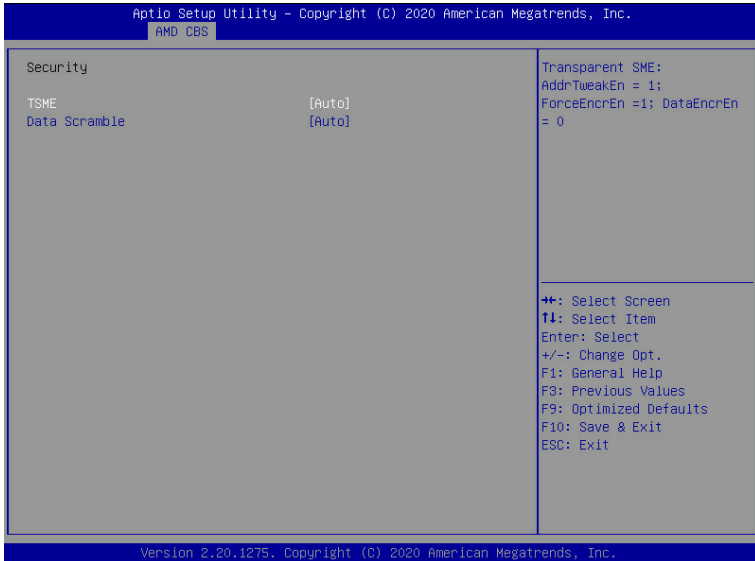 Aptio Setup Utility – Copyright (C) 2020 American Megatrends, Inc.
AMD CBS
Security
TSME [Auto]
Data Scramble [Auto]
Transparent SME:
AddrTweakEn = 1;
ForceEncrEn =1; DataEncrEn
= 0
→←: Select Screen
↑↓: Select Item
Enter: Select
+/-: Change Opt.
F1: General Help
F3: Previous Values
F9: Optimized Defaults
F10: Save & Exit
ESC: Exit
Version 2.20.1275. Copyright (C) 2020 American Megatrends, Inc.